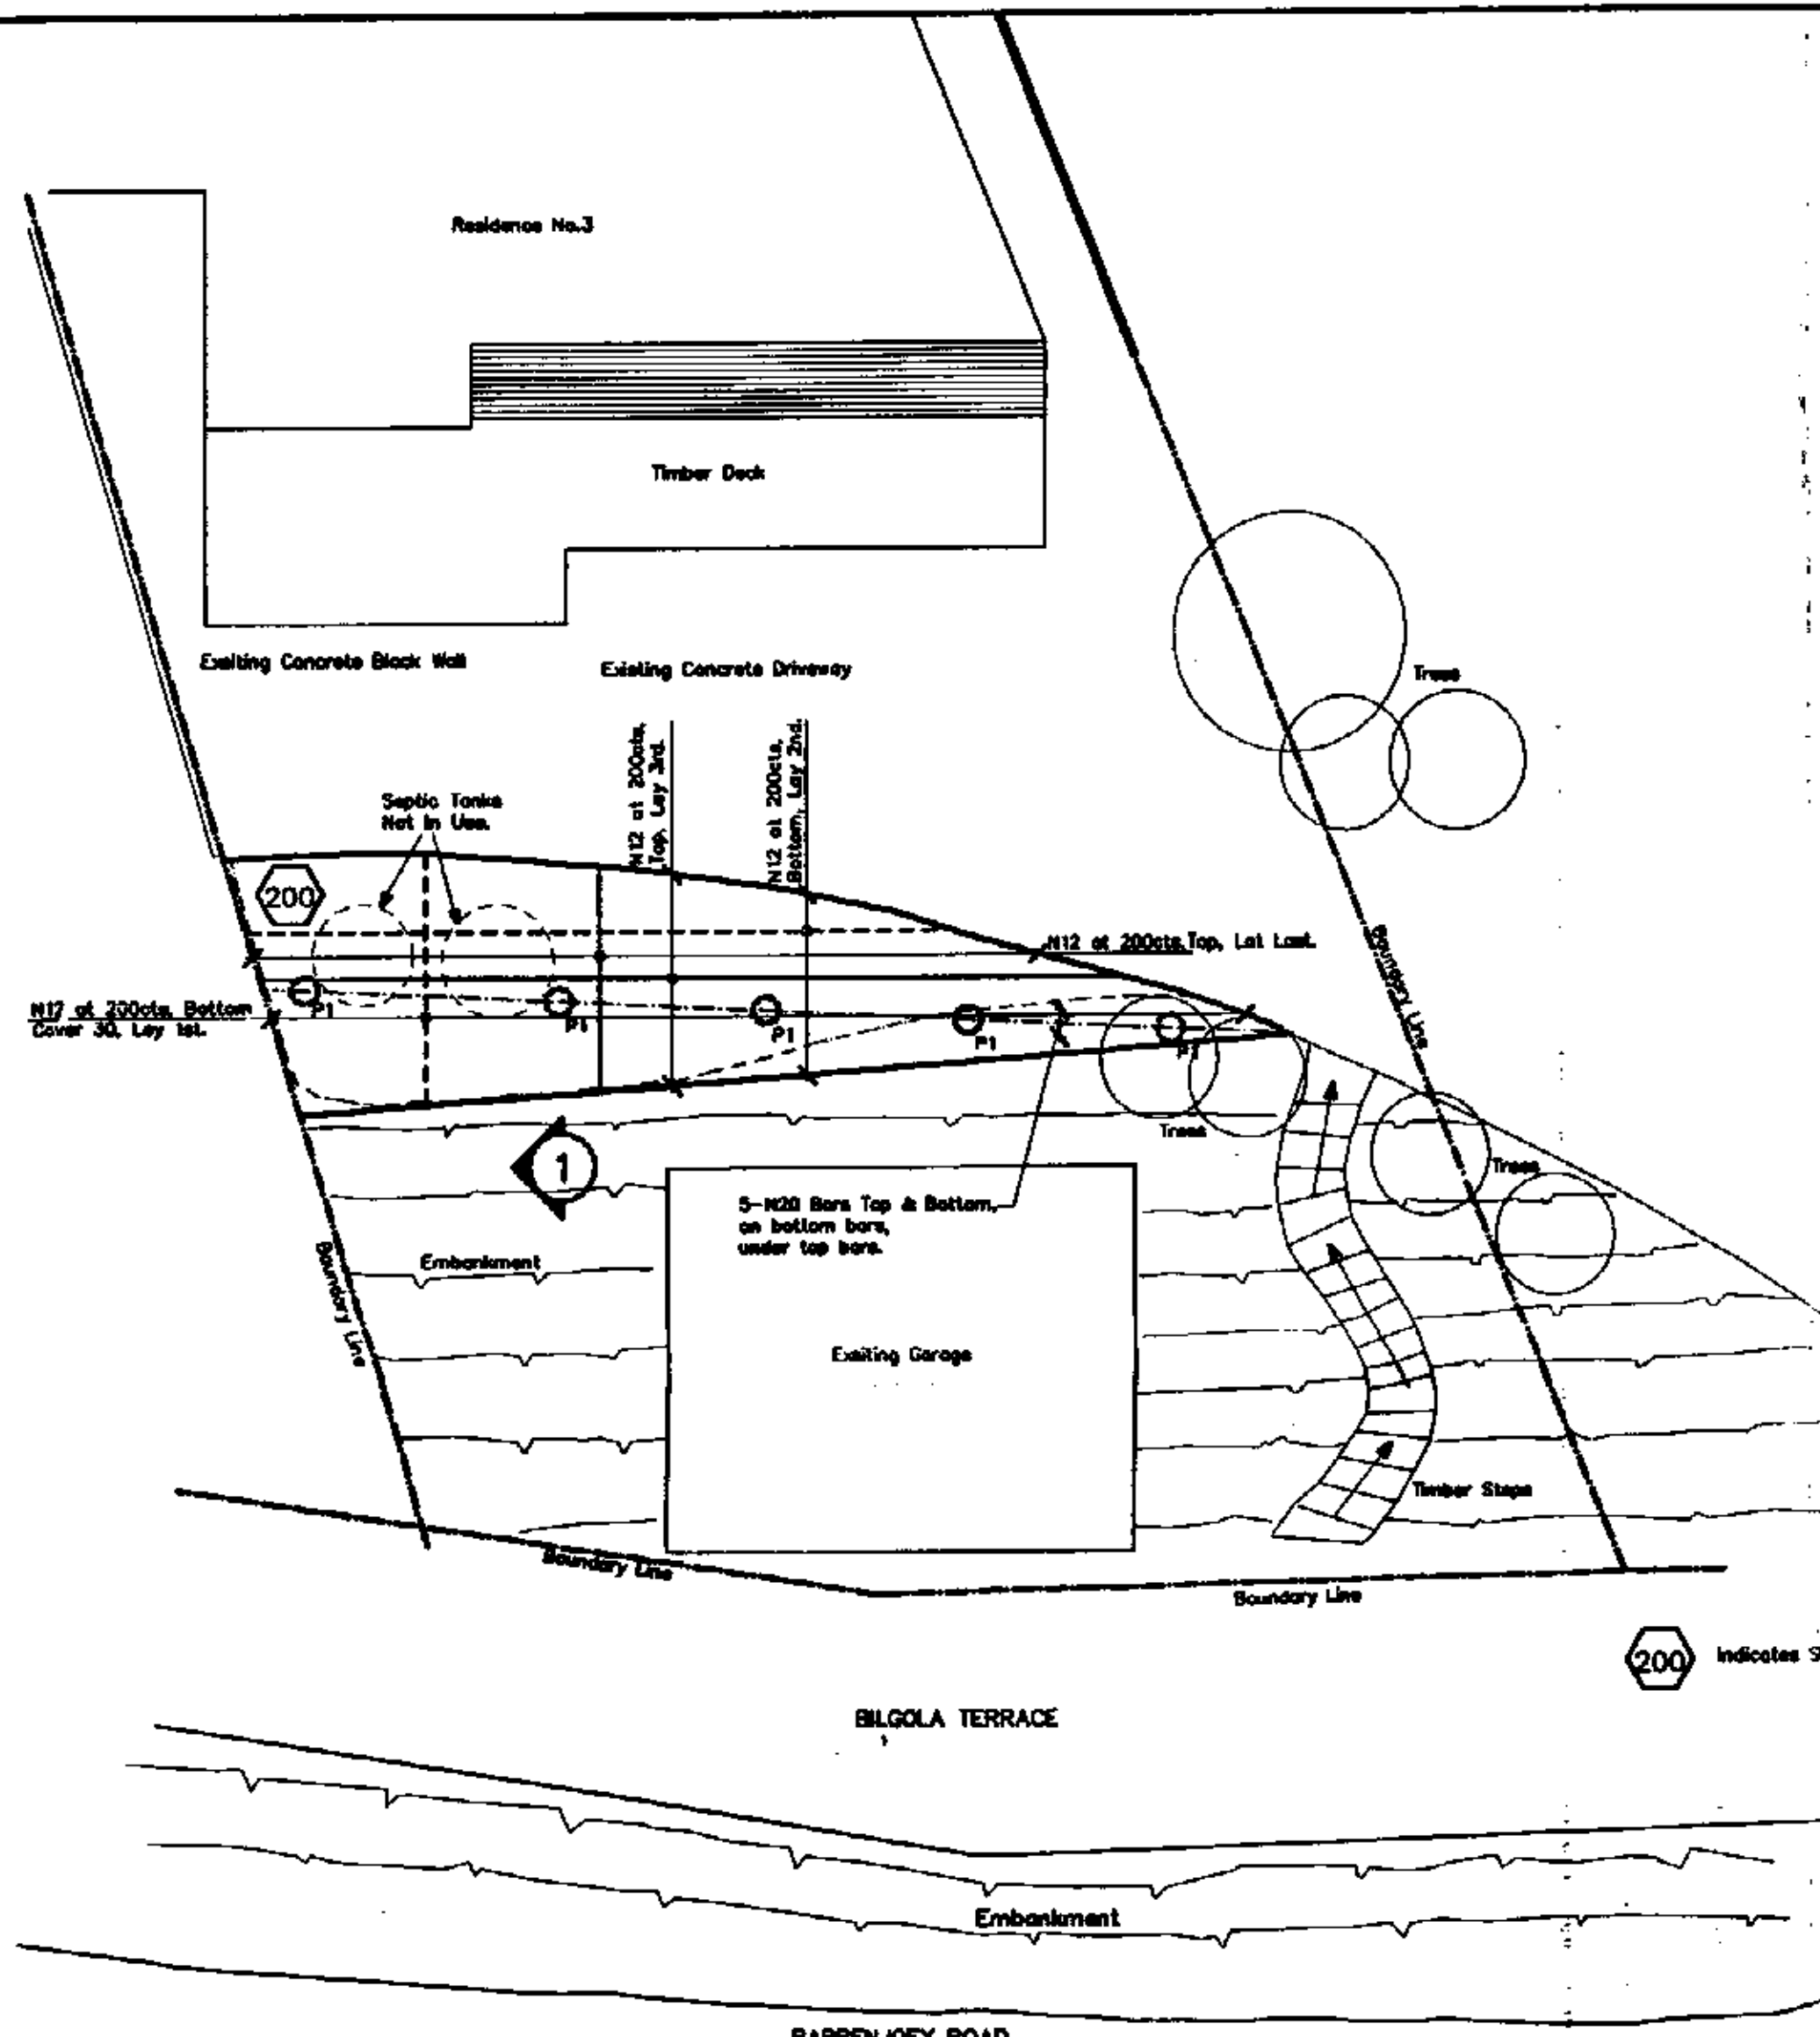 Residence No.3
Timber Deck
Exsiting Concrete Block Wall
Existing Concrete Driveway
N12 at 200cts,
Top, Lay 3rd.
N12 at 200cts,
Bottom, Lay 2nd.
Trees
Septic Tanks
Not in Use.
200
N12 at 200cts, Top, Lat Last.
Boundary Line
N12 at 200cts, Bottom
Cover 30, Lay 1st.
P1
P1
P1
P1
P1
Trees
1
Trees
5-N20 Bars Top & Bottom,
on bottom bars,
under top bars.
Boundary Line
Embankment
Exsiting Garage
Timber Steps
Boundary Line
Boundary Line
200
Indicates
BILGOLA TERRACE
Embankment
BARRENJOEY ROAD